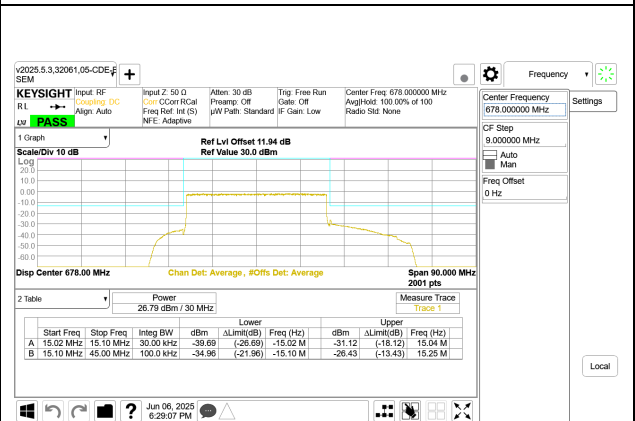 v2025.5.3,32061,05-CDE-F
SEM
Frequency
KEYSIGHT
RL
PASS
Input: RF
Coupling: DC
Align: Auto
Input Z: 50 Ω
Corr CCorr RCal
Freq Ref: Int (S)
NFE: Adaptive
Atten: 30 dB
Preamp: Off
µW Path: Standard
Trig: Free Run
Gate: Off
IF Gain: Low
Center Freq: 678.000000 MHz
Avg|Hold: 100.00% of 100
Radio Std: None
Center Frequency
678.000000 MHz
Settings
CF Step
9.000000 MHz
Auto
Man
Freq Offset
0 Hz
1 Graph
Scale/Div 10 dB
Ref Lvl Offset 11.94 dB
Ref Value 30.0 dBm
Log
20.0
10.0
0.00
-10.0
-20.0
-30.0
-40.0
-50.0
-60.0
Disp Center 678.00 MHz
Chan Det: Average, #Offs Det: Average
Span 90.000 MHz
2001 pts
2 Table
Power
26.79 dBm / 30 MHz
Measure Trace
Trace 1
Lower Upper
Start Freq Stop Freq Integ BW dBm ΔLimit(dB) Freq (Hz) dBm ΔLimit(dB) Freq (Hz)
A 15.02 MHz 15.10 MHz 30.00 kHz -39.69 (-26.69) -15.02 M -31.12 (-18.12) 15.04 M
B 15.10 MHz 45.00 MHz 100.0 kHz -34.96 (-21.96) -15.10 M -26.43 (-13.43) 15.25 M
Local
Jun 06, 2025
6:29:07 PM